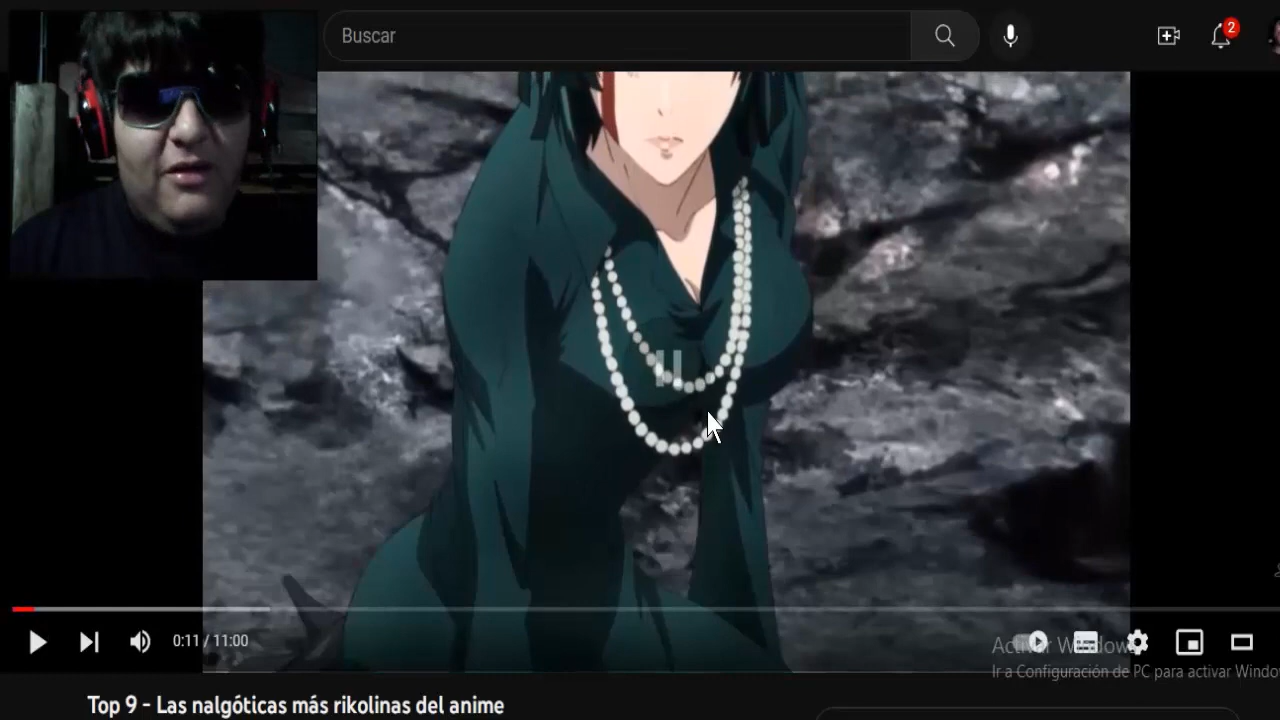 Buscar
2
0:11 / 11:00
Activar Windows
Ir a Configuración de PC para activar Windo
Top 9 - Las nalgóticas más rikolinas del anime